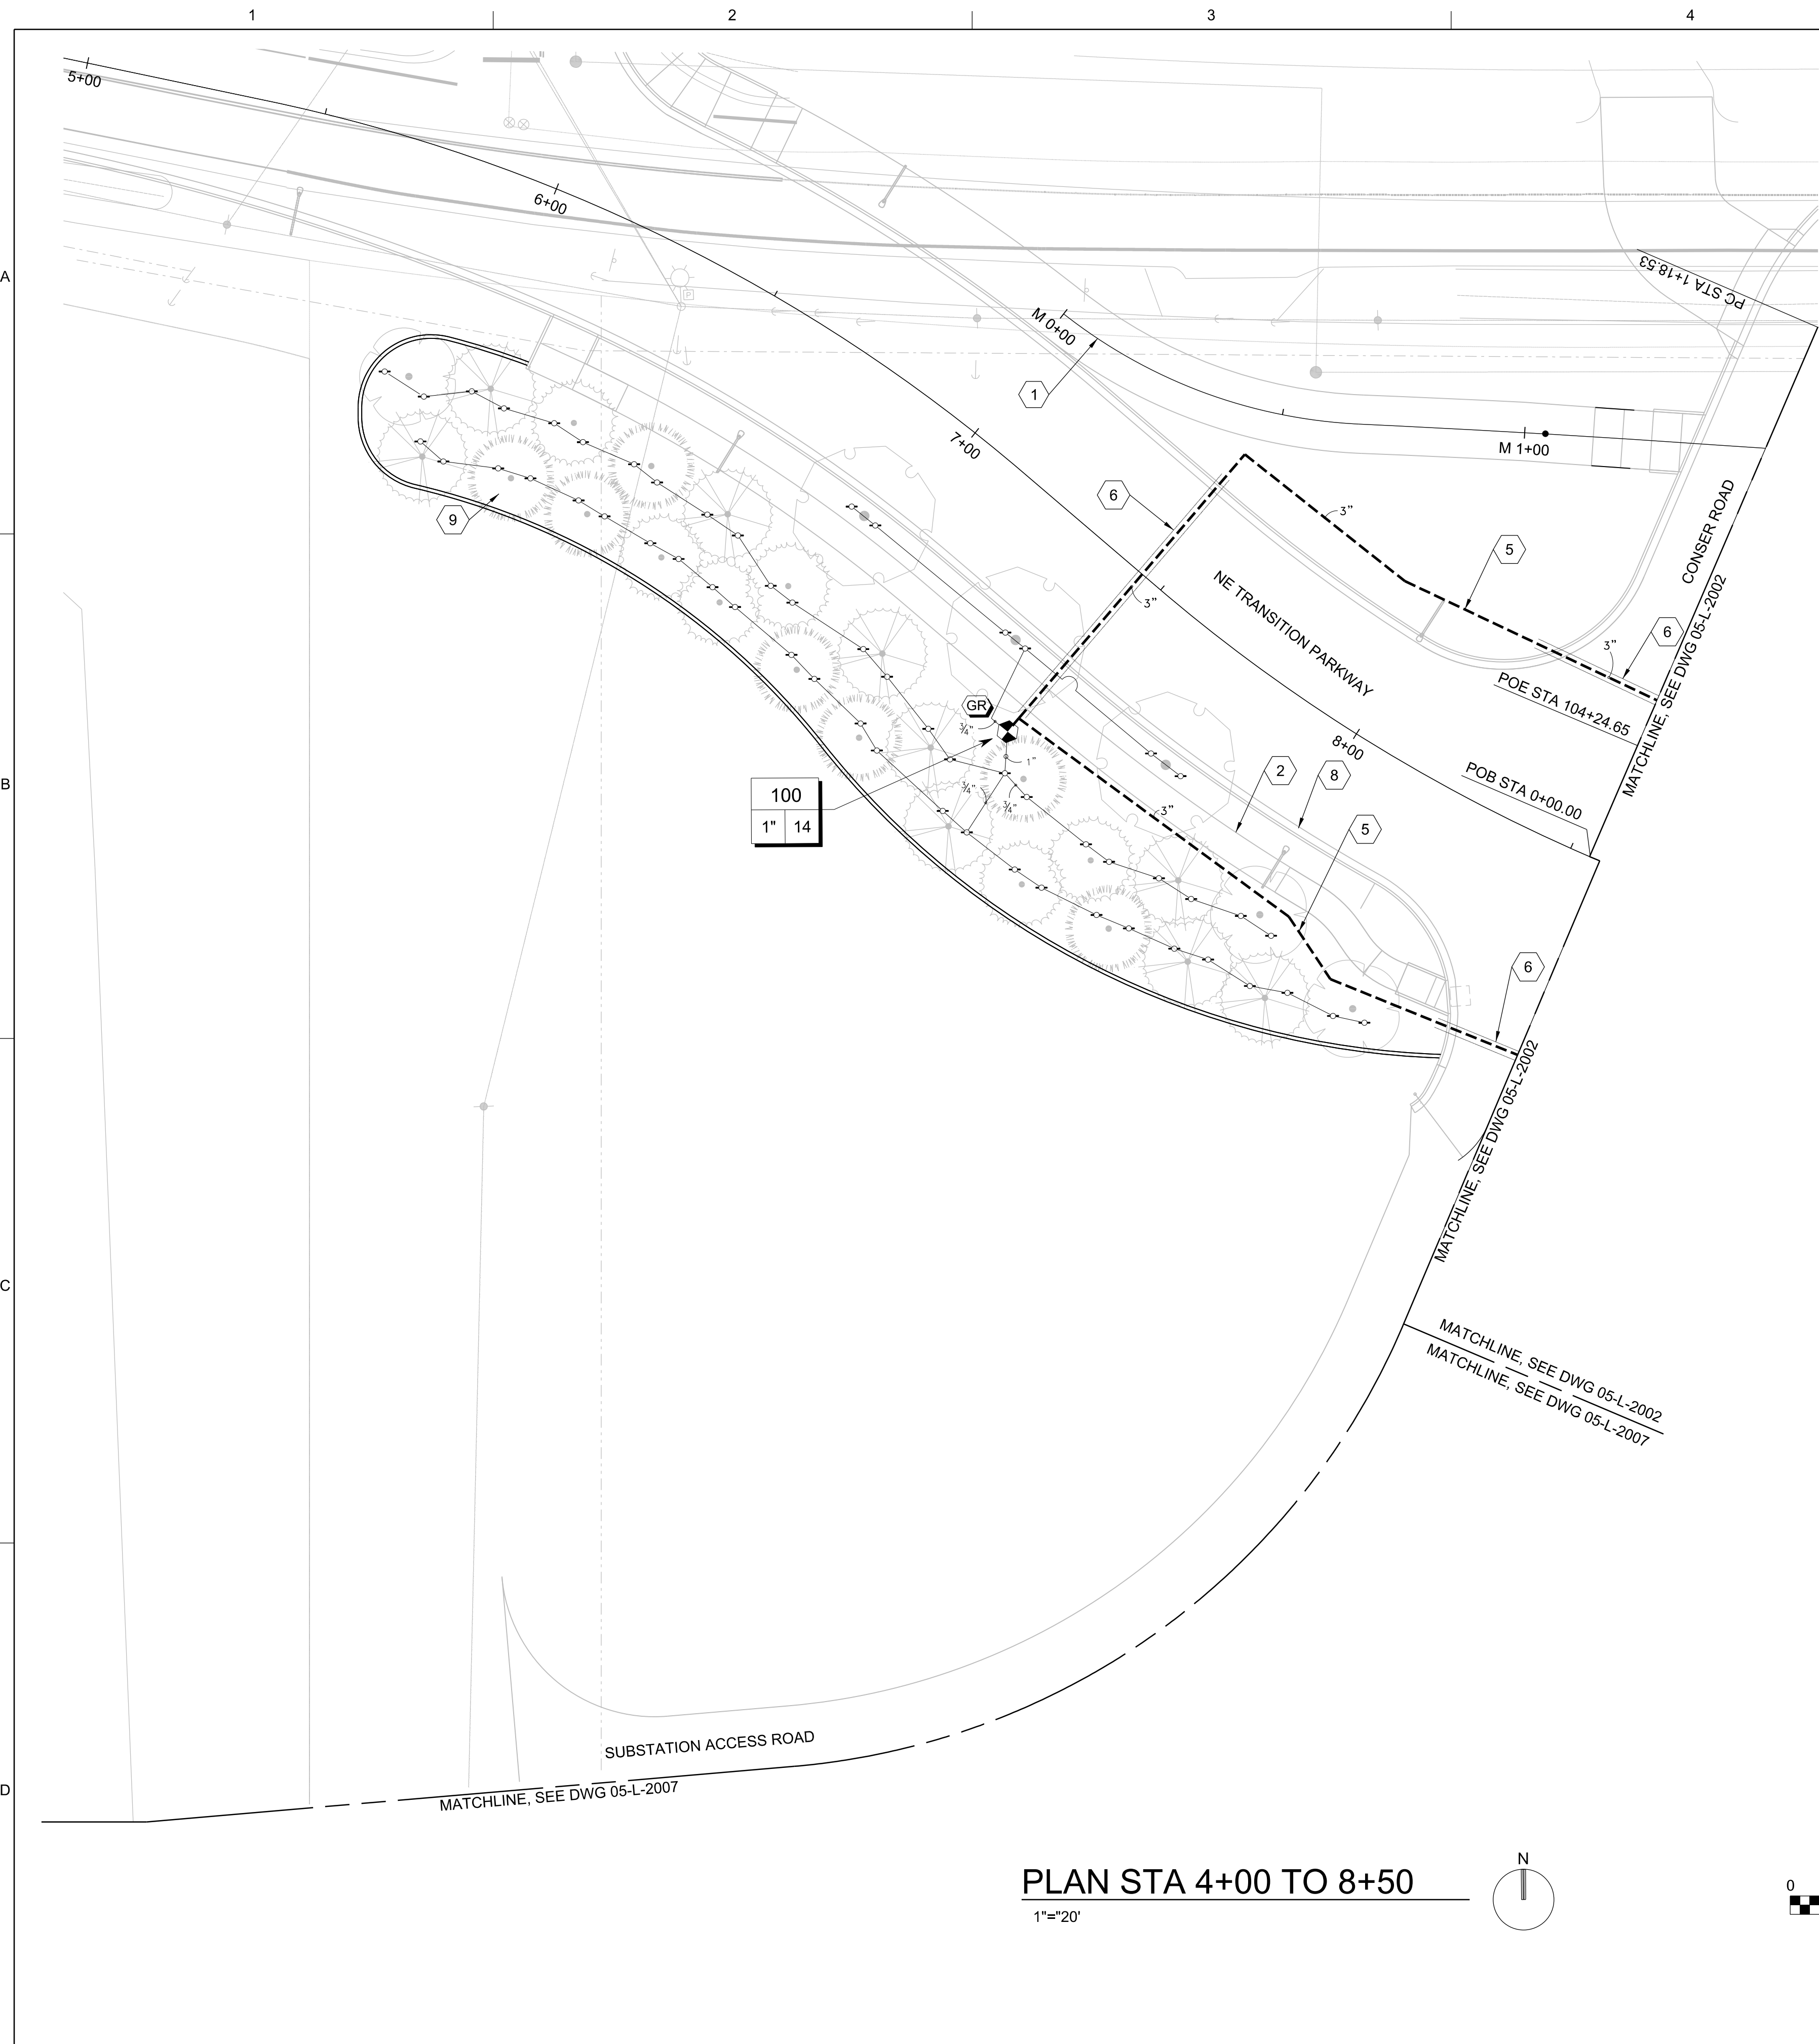 1
2
3
4
A
B
C
D
5+00
6+00
7+00
8+00
PC STA 1+18.53
M 0+00
1
M 1+00
6
3"
5
9
CONSER ROAD
3"
NE TRANSITION PARKWAY
6
3"
MATCHLINE, SEE DWG 05-L-2002
POE STA 104+24.65
GR
¾"
1"
2
8
POB STA 0+00.00
100
1" 14
¾"
¾"
3"
5
6
P
MATCHLINE, SEE DWG 05-L-2002
MATCHLINE, SEE DWG 05-L-2002
MATCHLINE, SEE DWG 05-L-2007
SUBSTATION ACCESS ROAD
MATCHLINE, SEE DWG 05-L-2007
PLAN STA 4+00 TO 8+50
1"="20'
N
0